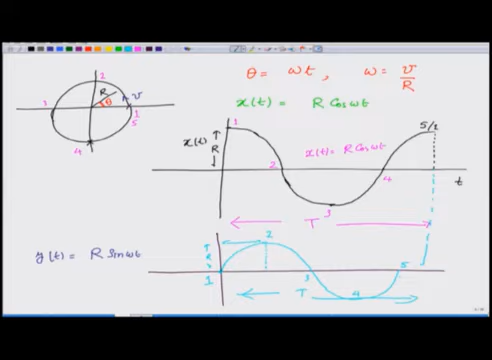 θ = ωt , ω = v/R
x(t) = R Cos ωt
2
R
θ
v
3
1
5
4
1
x(t)
R
x(t) = R Cos ωt
5/1
2
3
4
t
T
y(t) = R Sin ωt
R
2
1
3
4
5
T